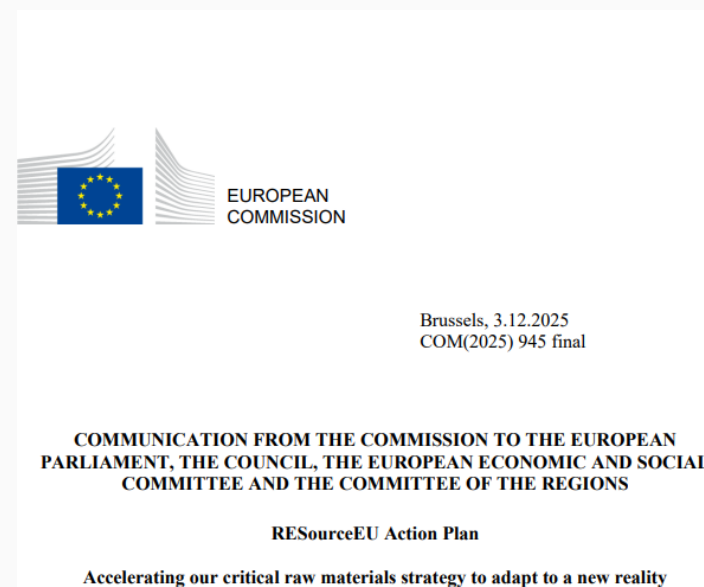 EUROPEAN
COMMISSION
Brussels, 3.12.2025
COM(2025) 945 final
COMMUNICATION FROM THE COMMISSION TO THE EUROPEAN
PARLIAMENT, THE COUNCIL, THE EUROPEAN ECONOMIC AND SOCIAL
COMMITTEE AND THE COMMITTEE OF THE REGIONS
RESourceEU Action Plan
Accelerating our critical raw materials strategy to adapt to a new reality